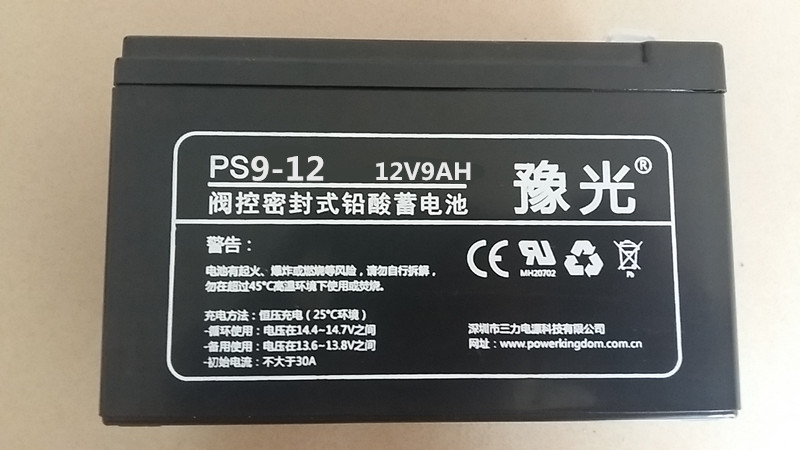 PS9-12 12V9AH 豫光®
阀控密封式铅酸蓄电池
警告:
电池有起火、爆炸或燃烧等风险,请勿自行拆解,
勿在超过45℃高温环境下使用或焚烧。
CE UL MH20702 Pb
充电方法:恒压充电(25℃环境)
-循环使用:电压在14.4~14.7V之间
-备用使用:电压在13.6~13.8V之间
-初始电流:不大于30A
深圳市三力电源科技有限公司
网址:www.powerkingdom.com.cn